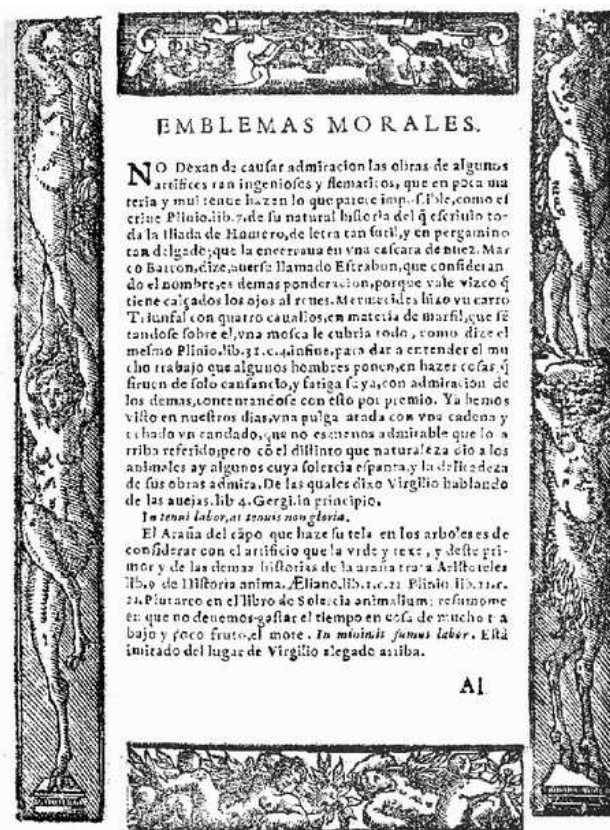 EMBLEMAS MORALES.
NO Dexan de causar admiracion las obras de algunos
artifices tan ingeniosos y flematicos, que en poca ma
teria y mui tenue hazen lo que parece impossible, como es
criue Plinio.lib.7.de su natural historia del q̃ escriuio to-
da la Iliada de Homero, de letra tan sutil, y en pergamino
tan delgado; que la encerraua en vna cascara de nuez. Mar
co Barron, dize, auerse llamado Estrabon, que consideran
do el nombre, es demas ponderacion, porque vale vizco q̃
tiene calçados los ojos al reues. Mermecides hizo vn carro
Triunfal con quatro cauallos, en materia de marfil, que sẽ
tandose sobre el, vna mosca le cubria todo, como dize el
mesmo Plinio.lib.31.c.4.infine, para dar a entender el mu
cho trabajo que algunos hombres ponen, en hazer cosas q̃
siruen de solo cansancio, y fatiga suya, con admiracion de
los demas, contentandose con esto por premio. Ya hemos
visto en nuestros dias, vna pulga atada con vna cadena y
echado vn candado, que no es menos admirable que lo a
rriba referido; pero cõ el distinto que naturaleza dio a los
animales ay algunos cuya solercia espanta, y la delicadeza
de sus obras admira. De las quales dixo Virgilio hablando
de las auejas. lib 4. Gergi. in principio.
In tenui labor, at tenuis non gloria.
El Araña del cãpo que haze su tela en los arboles es de
considerar con el artificio que la vrde y texe, y deste pri-
mor y de las demas historias de la araña trata Aristoteles
lib.9 de Historia anima. Æliano.lib.1.c.21 Plinio lib.11.c.
24. Plutarco en el libro de Solercia animalium: resumome
en que no deuemos gastar el tiempo en cosa de mucho tra
bajo y poco fruto, el mote. In minimis sumus labor. Està
imitado del lugar de Virgilio alegado arriba.
Al